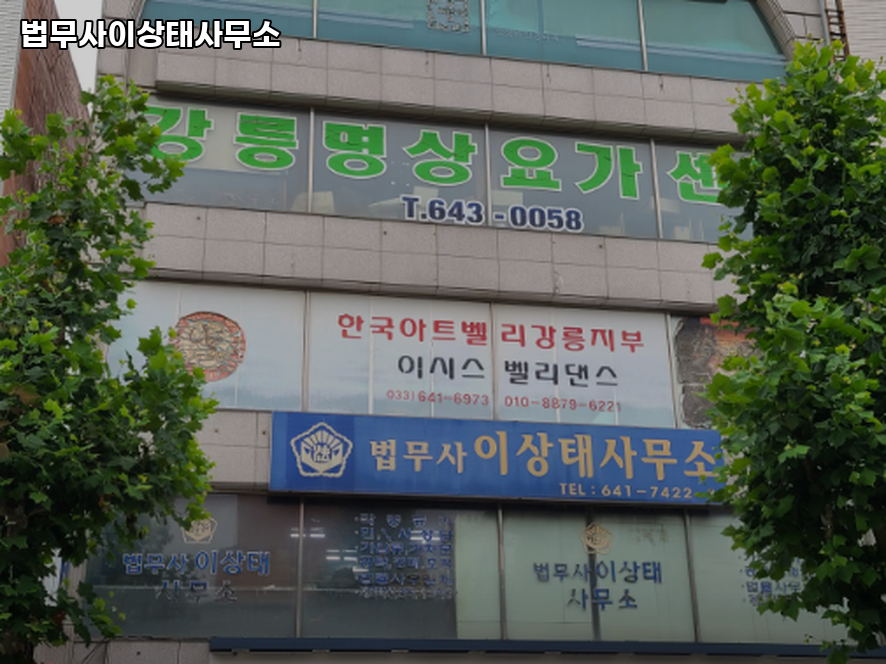 법무사이상태사무소
강릉명상요가센
T.643-0058
한국아트벨리강릉지부
이시스 벨리댄스
033)641-6973 010-8879-6221
법무사이상태사무소
TEL:641-7422
법무사이상태
사무소
법무사이상태
사무소